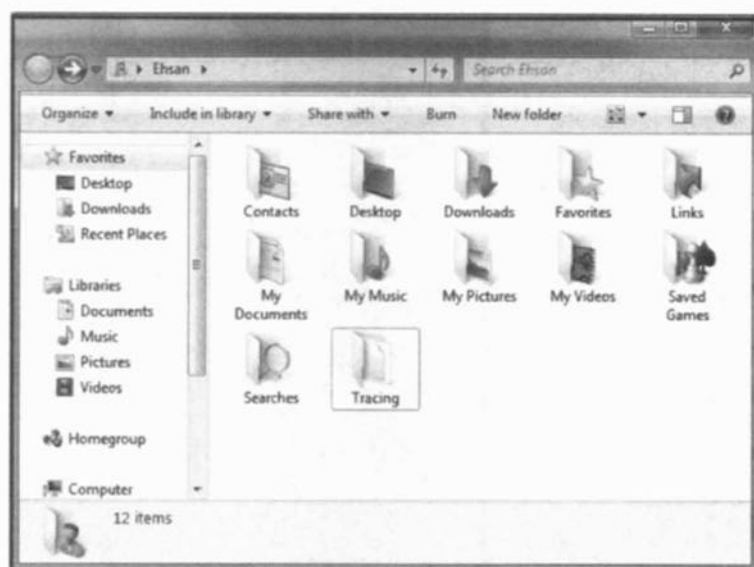 Ehsan
Search Ehsan
Organize Include in library Share with Burn New folder
Favorites
Desktop
Downloads
Recent Places
Libraries
Documents
Music
Pictures
Videos
Homegroup
Computer
Contacts Desktop Downloads Favorites Links
My Documents My Music My Pictures My Videos Saved Games
Searches Tracing
12 items